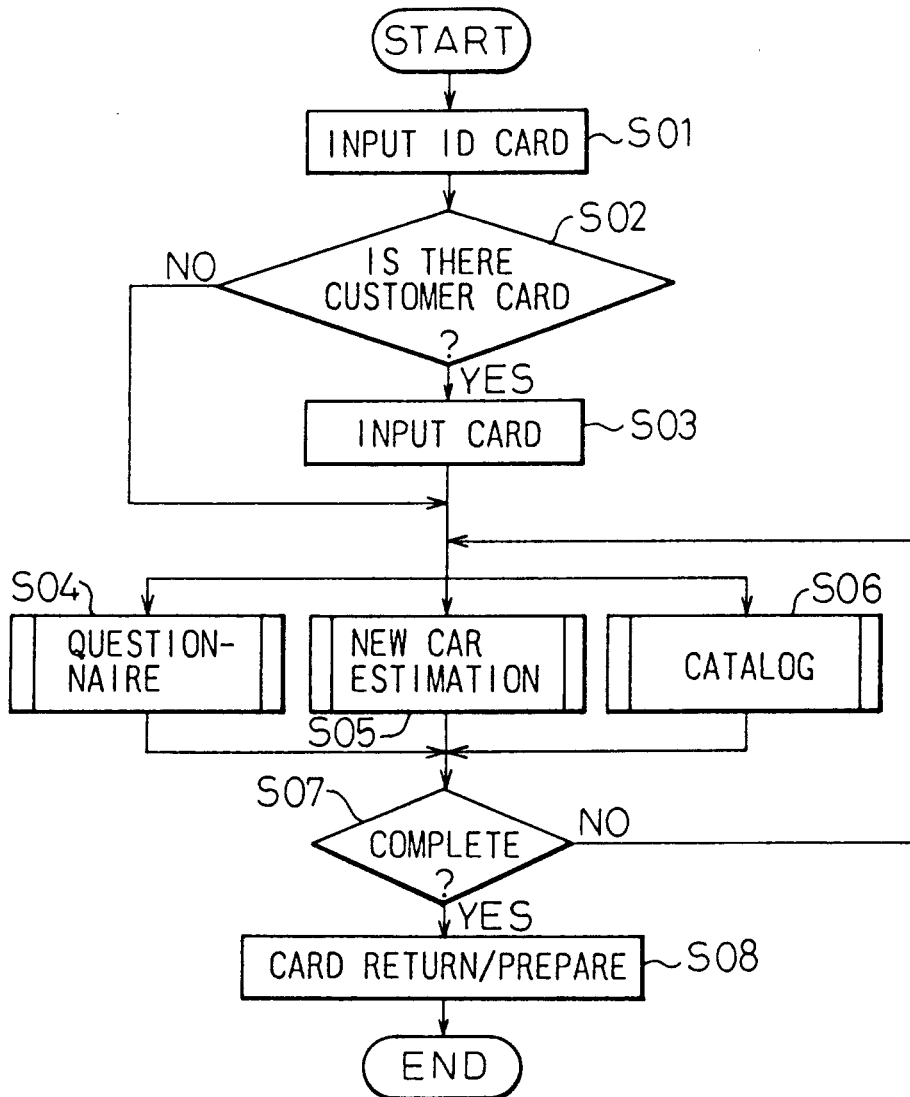 START
INPUT ID CARD
S01
S02
IS THERE
CUSTOMER CARD
?
NO
YES
INPUT CARD
S03
S04
QUESTION-
NAIRE
NEW CAR
ESTIMATION
S05
S06
CATALOG
S07
COMPLETE
?
NO
YES
CARD RETURN/PREPARE
S08
END